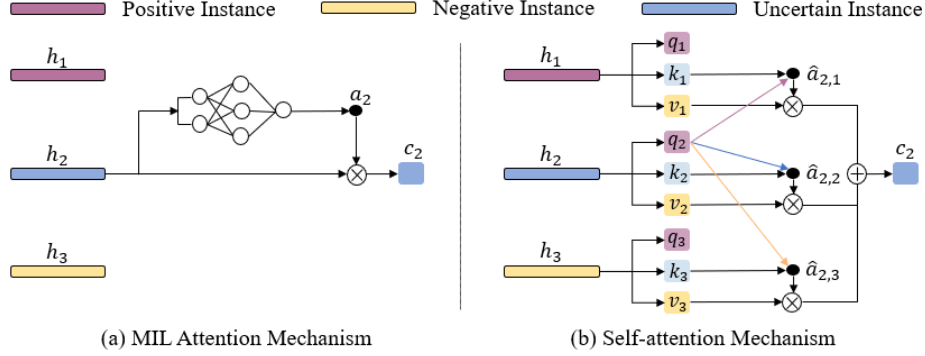 Positive Instance Negative Instance Uncertain Instance
h₁
h₂
a₂
c₂
h₃
(a) MIL Attention Mechanism
h₁
q₁
k₁
v₁
â₂,₁
h₂
q₂
k₂
v₂
â₂,₂
c₂
h₃
q₃
k₃
v₃
â₂,₃
(b) Self-attention Mechanism